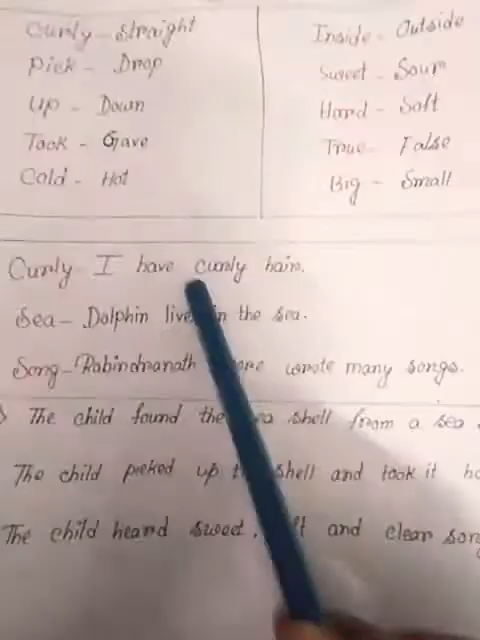 Curly - Straight
Pick - Drop
Up - Down
Took - Gave
Cold - Hot
Inside - Outside
Sweet - Sour
Hard - Soft
True - False
Big - Small
Curly - I have curly hair.
Sea - Dolphin live in the sea.
Song - Rabindranath wrote many songs.
The child found the shell from a sea
The child picked up shell and took it
The child heard sweet, and clear